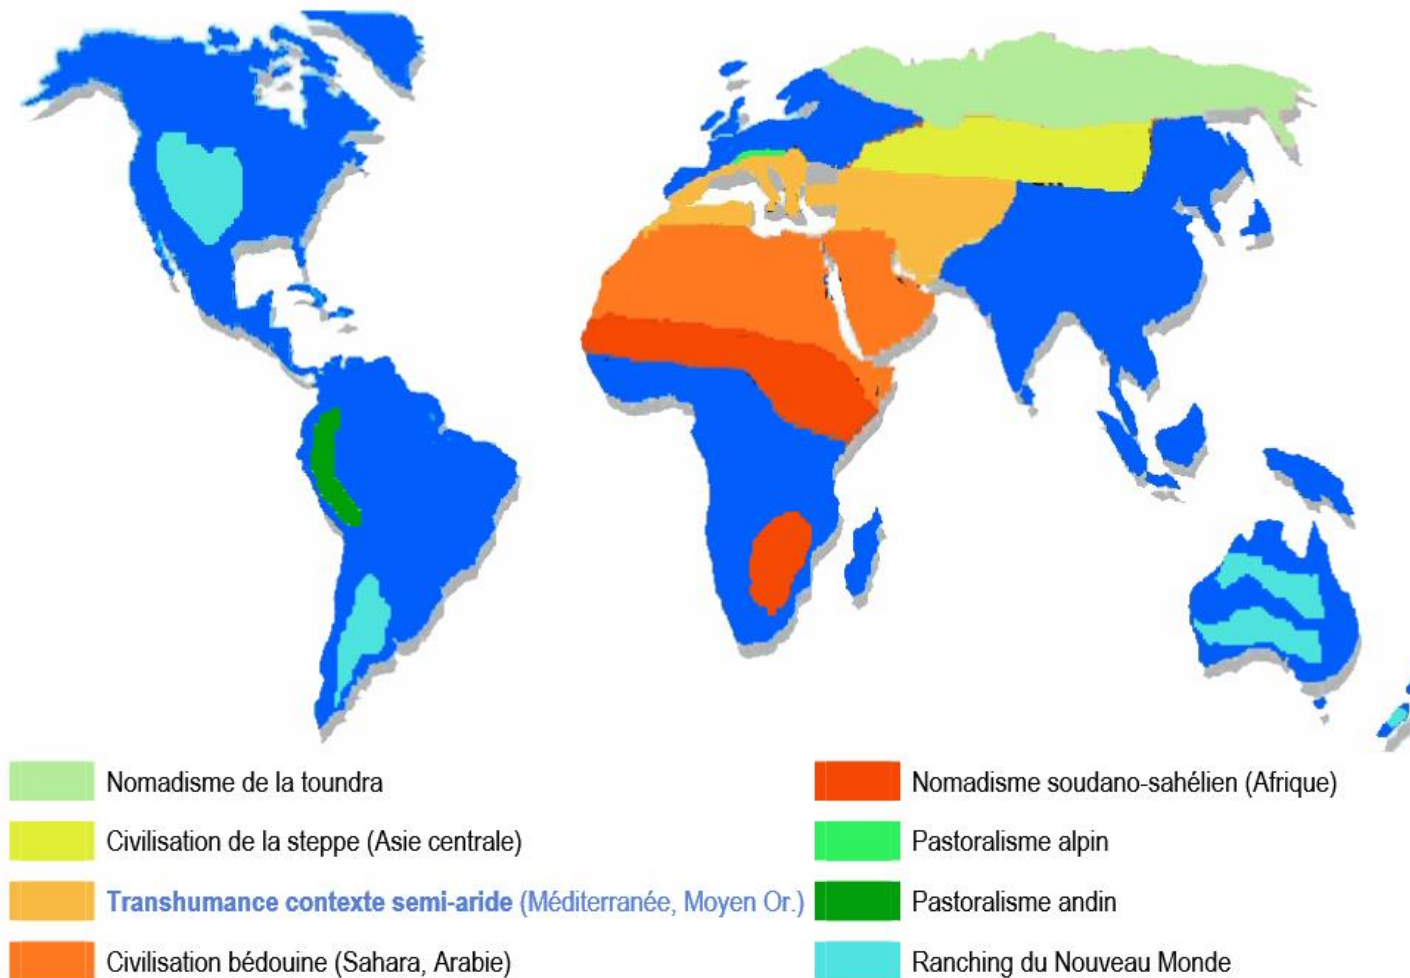 Nomadisme de la toundra
Civilisation de la steppe (Asie centrale)
Transhumance contexte semi-aride (Méditerranée, Moyen Or.)
Civilisation bédouine (Sahara, Arabie)
Nomadisme soudano-sahélien (Afrique)
Pastoralisme alpin
Pastoralisme andin
Ranching du Nouveau Monde